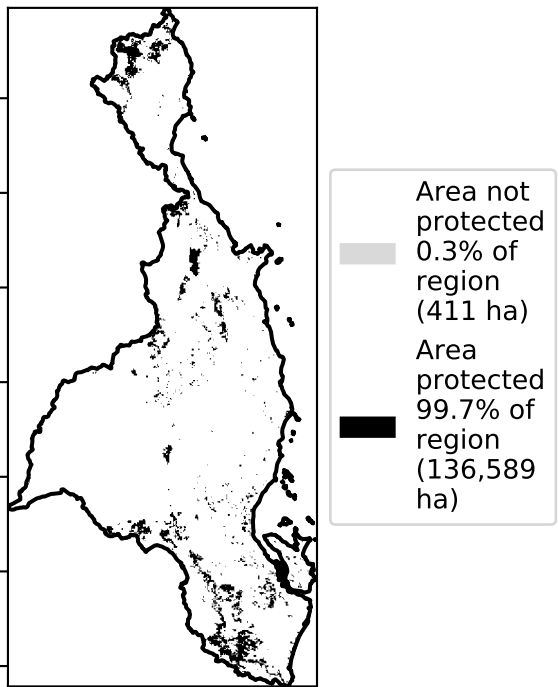 Area not
protected
0.3% of
region
(411 ha)
Area
protected
99.7% of
region
(136,589
ha)